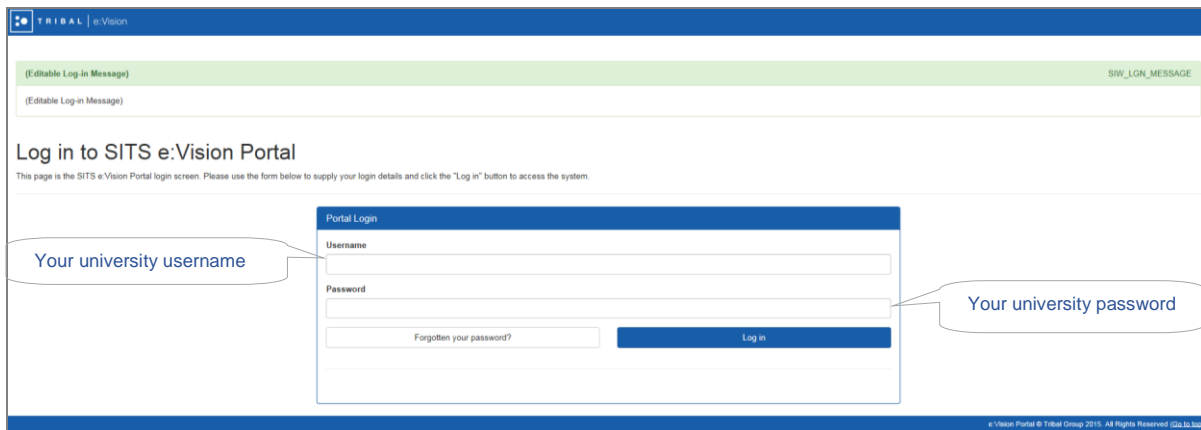 TRIBAL | e:Vision
(Editable Log-in Message) SIW_LGN_MESSAGE
(Editable Log-in Message)
Log in to SITS e:Vision Portal
This page is the SITS e:Vision Portal login screen. Please use the form below to supply your login details and click the "Log in" button to access the system.
Portal Login
Username
Your university username
Password
Your university password
Forgotten your password? Log in
e:Vision Portal © Tribal Group 2015. All Rights Reserved (Go to top